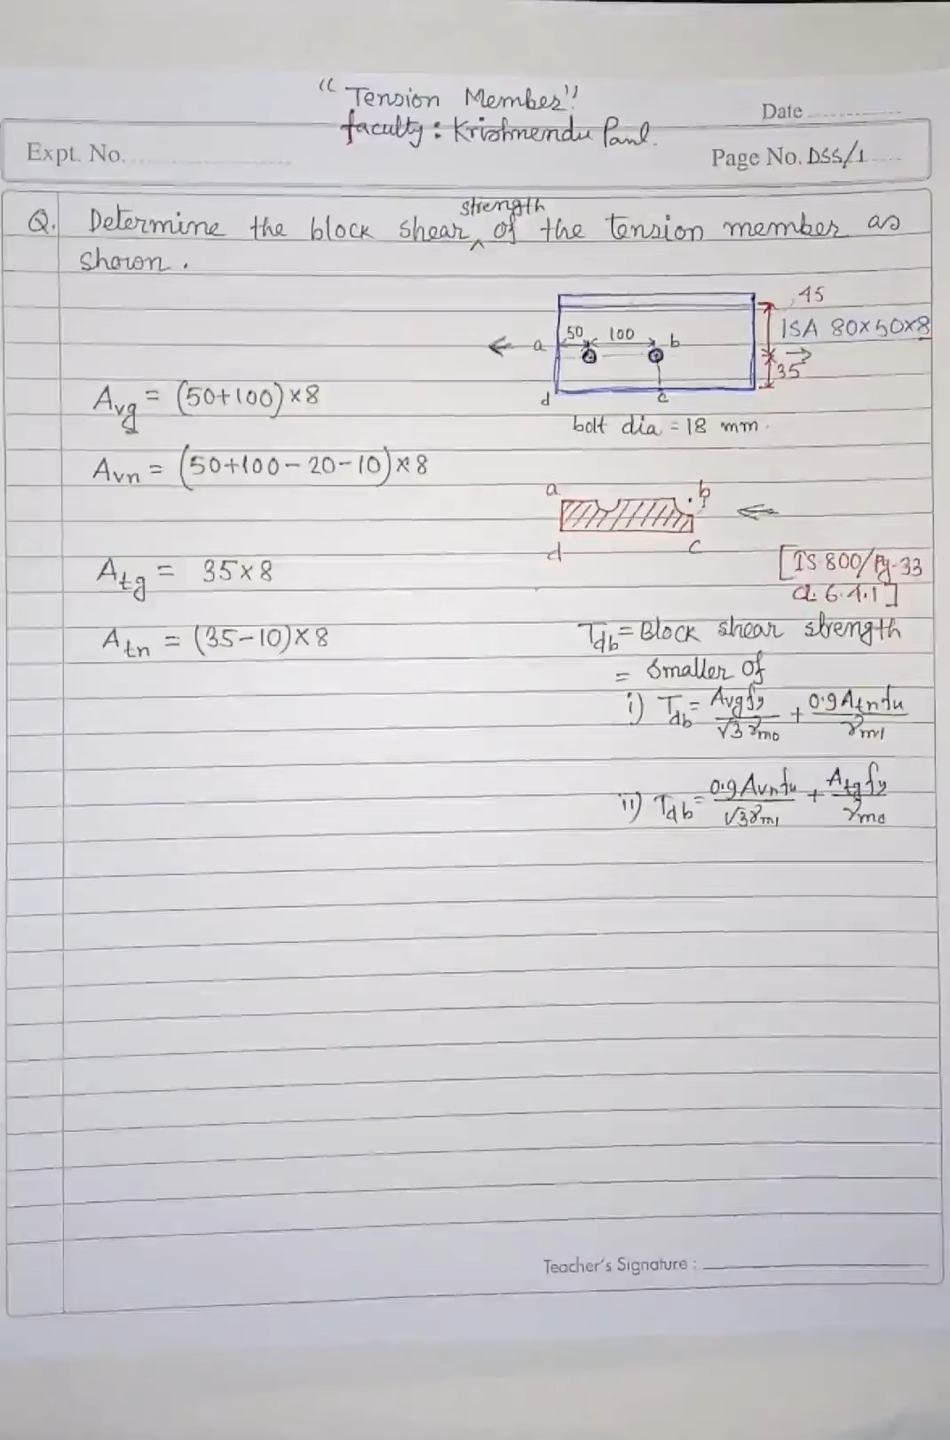 "Tension Member"
faculty: Krishnendu Paul.
Date
Expt. No.
Page No. DSS/1
Q. Determine the block shear strength of the tension member as
shown.
45
50 100
a b
ISA 80×50×8
35
d c
bolt dia = 18 mm.
Avg = (50+100)×8
Avn = (50+100-20-10)×8
a b
d c
[IS 800/Pg-33
Cl. 6.4.1]
Atg = 35×8
Atn = (35-10)×8
Tdb = Block shear strength
= Smaller of
i) Tdb = Avg fy / √3 γm0 + 0.9 Atn fu / γm1
ii) Tdb = 0.9 Avn fu / √3 γm1 + Atg fy / γm0
Teacher's Signature :